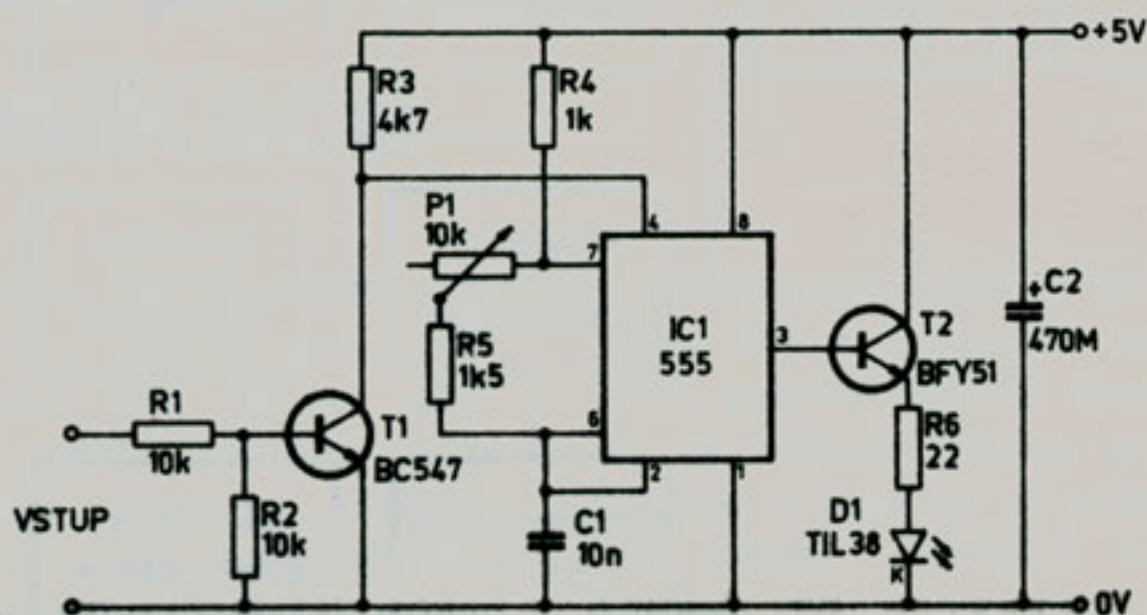 +5V
R3
4k7
R4
1k
P1
10k
4
8
7
IC1
555
3
T2
BFY51
+
C2
470M
R5
1k5
R1
10k
T1
BC547
6
2
1
R6
22
VSTUP
R2
10k
C1
10n
D1
TIL38
K
0V